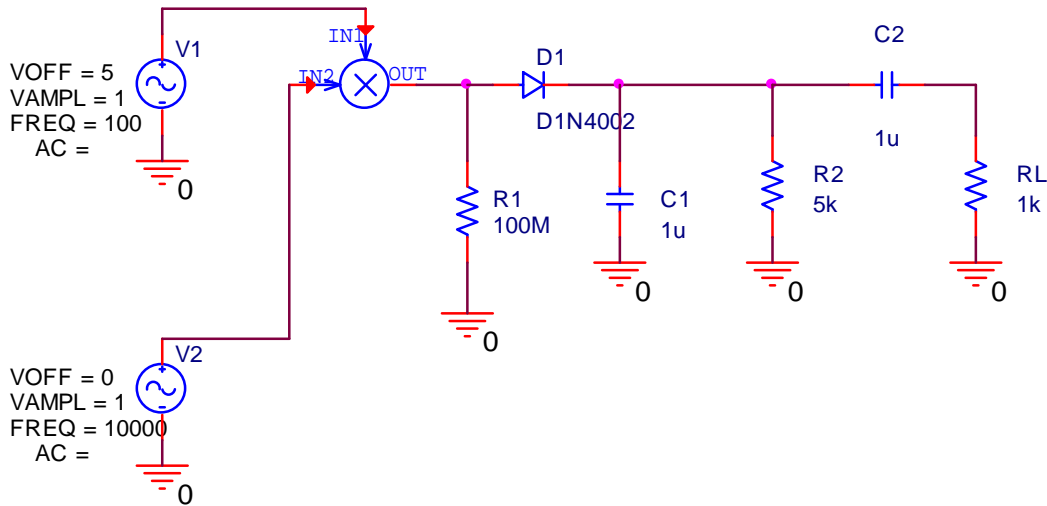 V1
VOFF = 5
VAMPL = 1
FREQ = 100
AC =
0
IN1
IN2
OUT
D1
D1N4002
C2
1u
R1
100M
0
C1
1u
0
R2
5k
0
RL
1k
0
V2
VOFF = 0
VAMPL = 1
FREQ = 10000
AC =
0